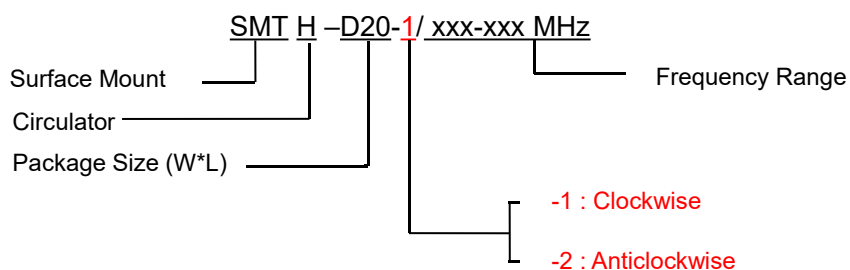 SMT H –D20-1/ xxx-xxx MHz
Surface Mount
Frequency Range
Circulator
Package Size (W*L)
-1 : Clockwise
-2 : Anticlockwise